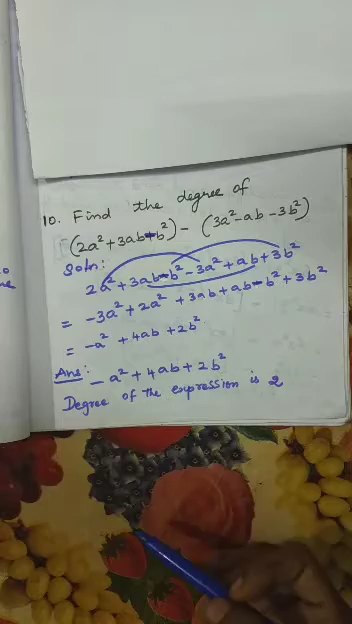 10. Find the degree of
(2a²+3ab-b²) - (3a²-ab-3b²)
Soln:
2a²+3ab-b²-3a²+ab+3b²
= -3a²+2a²+3ab+ab-b²+3b²
= -a²+4ab+2b²
Ans:
-a²+4ab+2b²
Degree of the expression is 2